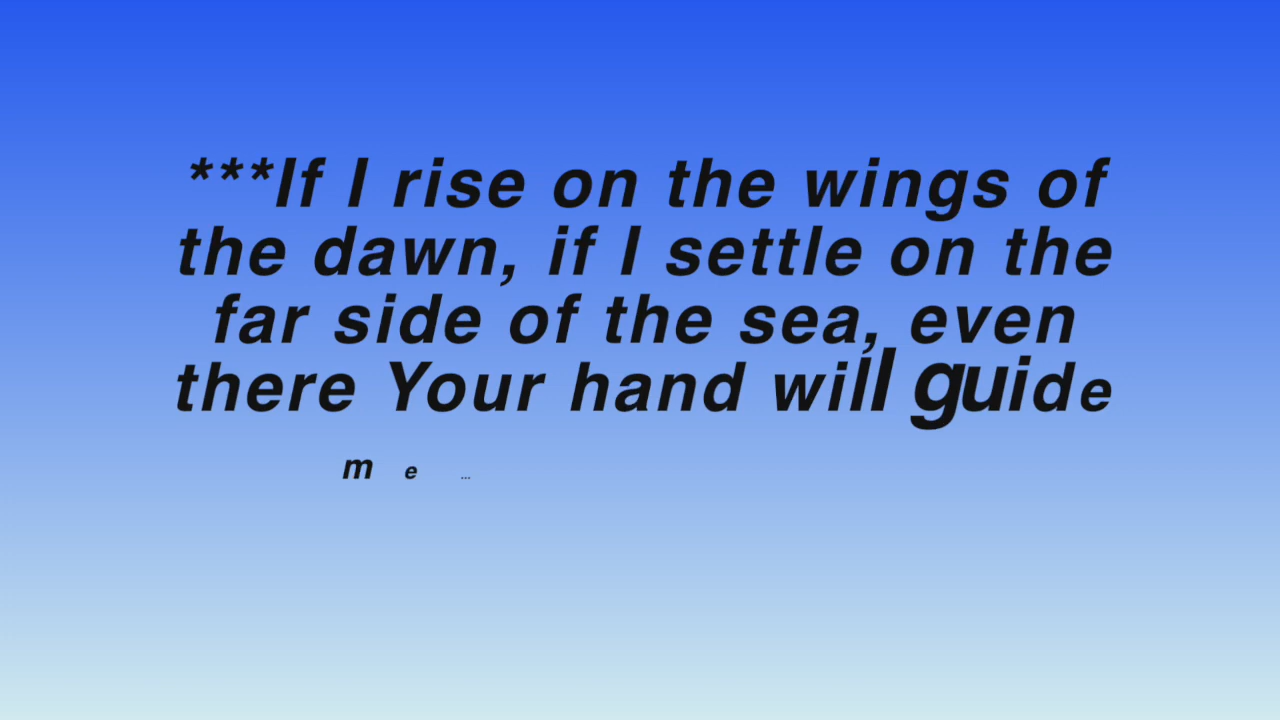 ***If I rise on the wings of
the dawn, if I settle on the
far side of the sea, even
there Your hand will guide
me...